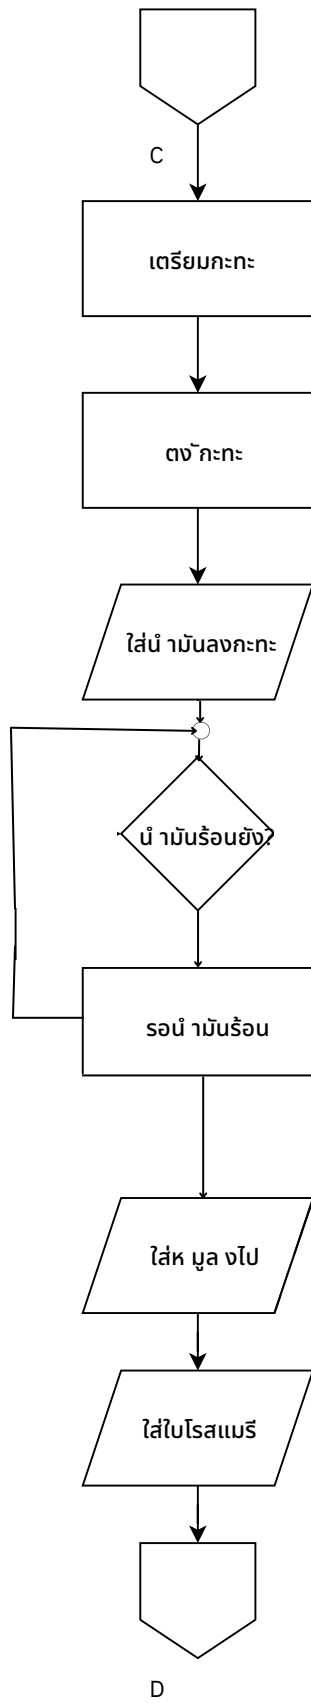 C
เตรียมกะทะ
ตั้งกะทะ
ใส่น้ำมันลงกะทะ
น้ำมันร้อนยัง?
รอน้ำมันร้อน
ใส่หมูลงไป
ใส่ใบโรสแมรี
D